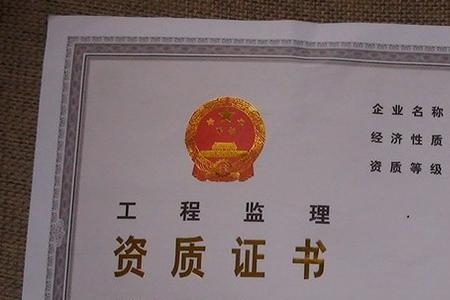 工程监理
资质证书
企业名称
经济性质
资质等级